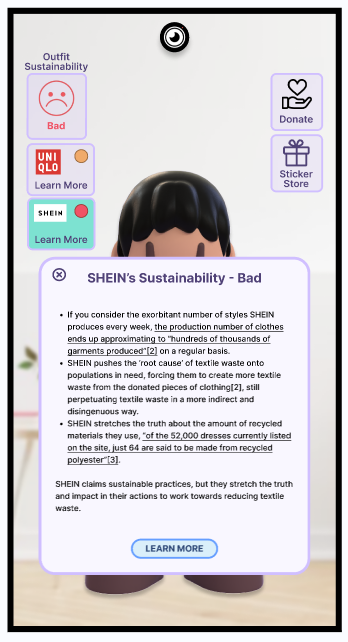 Outfit
Sustainability
Bad
UNI
QLO
Learn More
SHEIN
Learn More
Donate
Sticker
Store
SHEIN's Sustainability - Bad
• If you consider the exorbitant number of styles SHEIN
produces every week, the production number of clothes
ends up approximating to "hundreds of thousands of
garments produced"[2] on a regular basis.
• SHEIN pushes the 'root cause' of textile waste onto
populations in need, forcing them to create more textile
waste from the donated pieces of clothing[2], still
perpetuating textile waste in a more indirect and
disingenuous way.
• SHEIN stretches the truth about the amount of recycled
materials they use, "of the 52,000 dresses currently listed
on the site, just 64 are said to be made from recycled
polyester"[3].
SHEIN claims sustainable practices, but they stretch the truth
and impact in their actions to work towards reducing textile
waste.
LEARN MORE